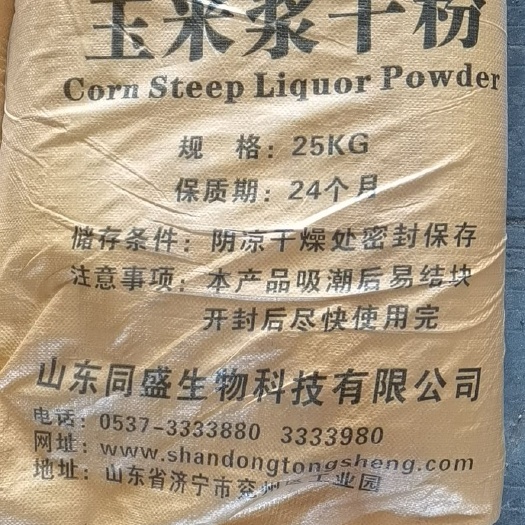 玉米浆干粉
Corn Steep Liquor Powder
规 格：25KG
保质期：24个月
储存条件：阴凉干燥处密封保存
注意事项：本产品吸潮后易结块
开封后尽快使用完
山东同盛生物科技有限公司
电话：0537-3333880 3333980
网址：www.shandongtongsheng.com
地址：山东省济宁市兖州工业园